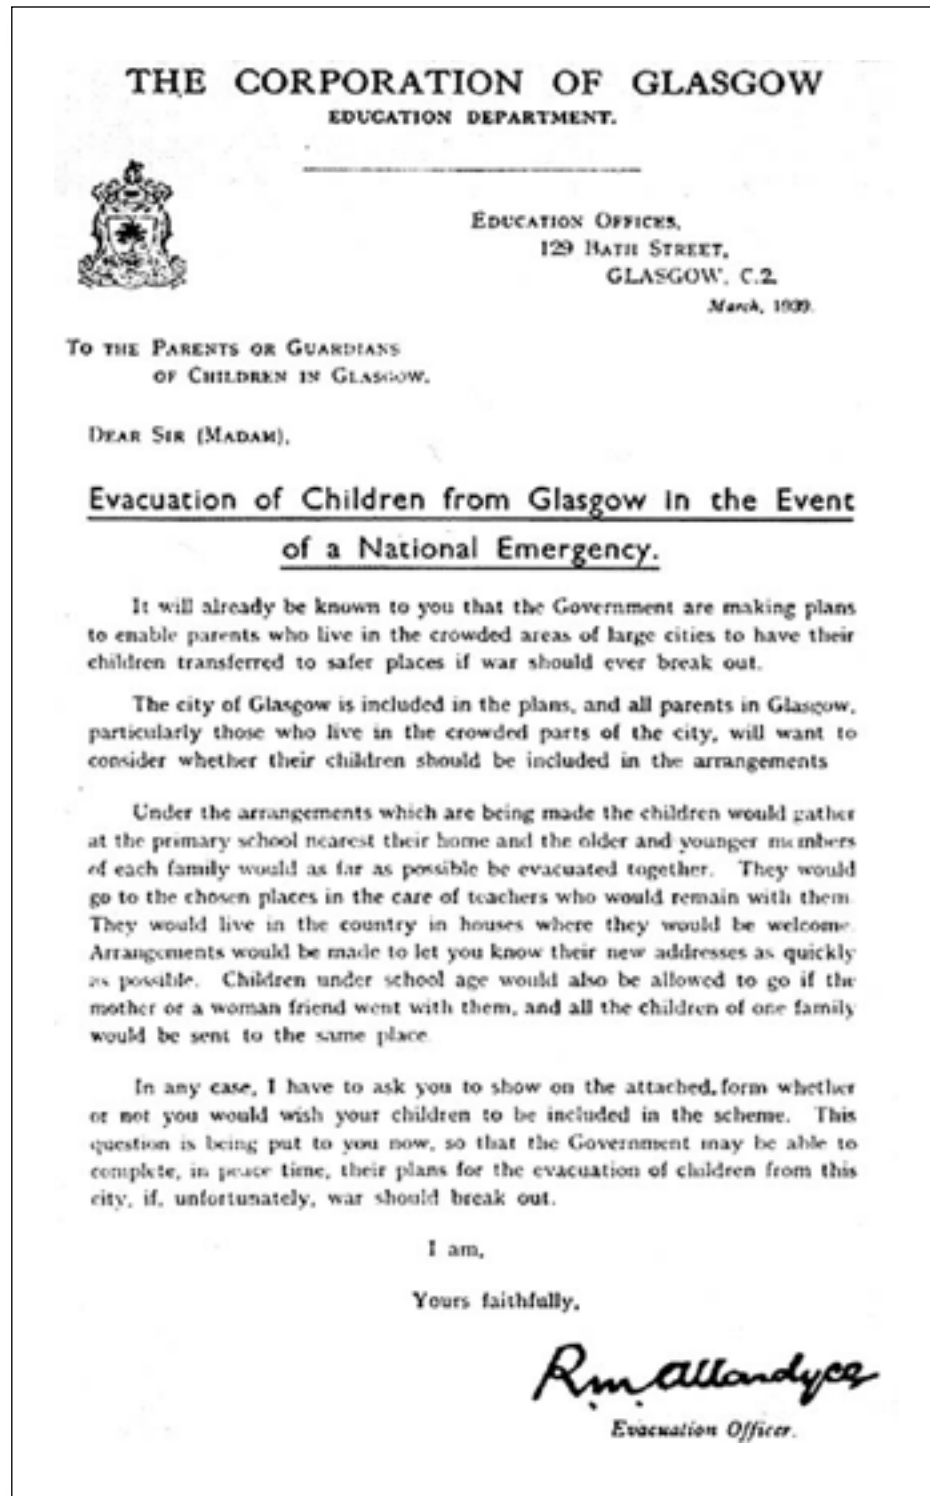 THE CORPORATION OF GLASGOW
EDUCATION DEPARTMENT.
EDUCATION OFFICES,
129 BATH STREET,
GLASGOW, C.2.
March, 1939.
TO THE PARENTS OR GUARDIANS
OF CHILDREN IN GLASGOW.
DEAR SIR (MADAM),
Evacuation of Children from Glasgow in the Event
of a National Emergency.
It will already be known to you that the Government are making plans
to enable parents who live in the crowded areas of large cities to have their
children transferred to safer places if war should ever break out.
The city of Glasgow is included in the plans, and all parents in Glasgow,
particularly those who live in the crowded parts of the city, will want to
consider whether their children should be included in the arrangements
Under the arrangements which are being made the children would gather
at the primary school nearest their home and the older and younger members
of each family would as far as possible be evacuated together. They would
go to the chosen places in the care of teachers who would remain with them.
They would live in the country in houses where they would be welcome.
Arrangements would be made to let you know their new addresses as quickly
as possible. Children under school age would also be allowed to go if the
mother or a woman friend went with them, and all the children of one family
would be sent to the same place.
In any case, I have to ask you to show on the attached form whether
or not you would wish your children to be included in the scheme. This
question is being put to you now, so that the Government may be able to
complete, in peace time, their plans for the evacuation of children from this
city, if, unfortunately, war should break out.
I am,
Yours faithfully,
R.M. Allardyce
Evacuation Officer.